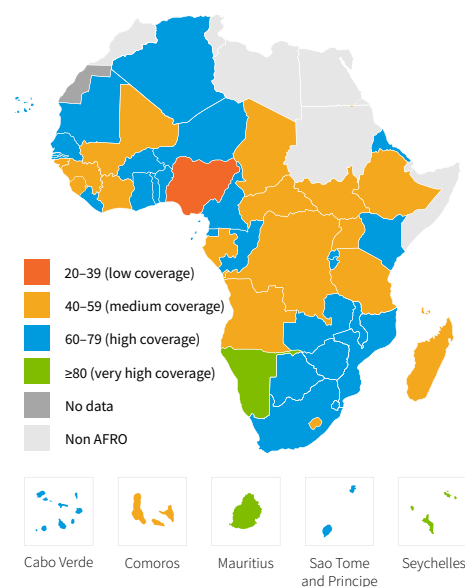 20–39 (low coverage)
40–59 (medium coverage)
60–79 (high coverage)
≥80 (very high coverage)
No data
Non AFRO
Cabo Verde
Comoros
Mauritius
Sao Tome
and Principe
Seychelles